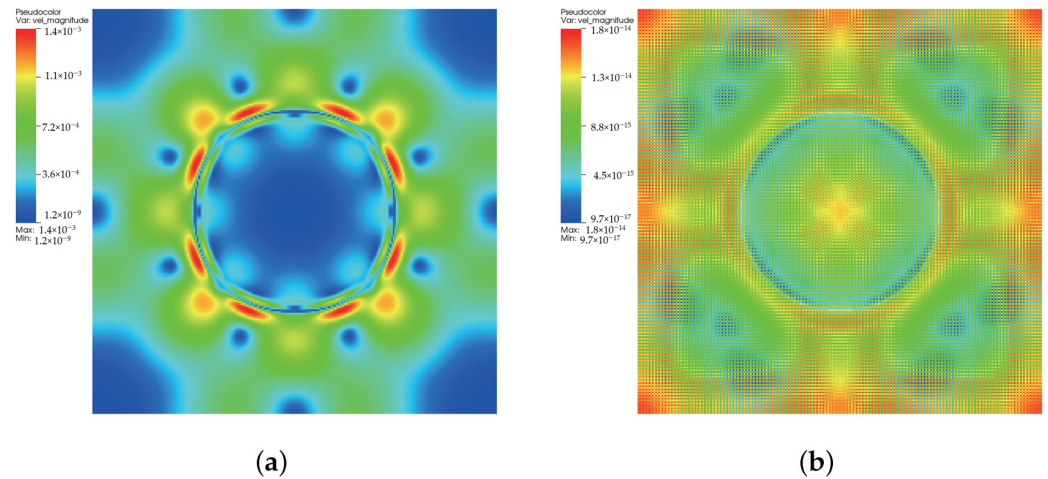 Pseudocolor
Var: vel_magnitude
1.4×10⁻³
1.1×10⁻³
7.2×10⁻⁴
3.6×10⁻⁴
1.2×10⁻⁹
Max: 1.4×10⁻³
Min: 1.2×10⁻⁹
Pseudocolor
Var: vel_magnitude
1.8×10⁻¹⁴
1.3×10⁻¹⁴
8.8×10⁻¹⁵
4.5×10⁻¹⁵
9.7×10⁻¹⁷
Max: 1.8×10⁻¹⁴
Min: 9.7×10⁻¹⁷
(a)
(b)